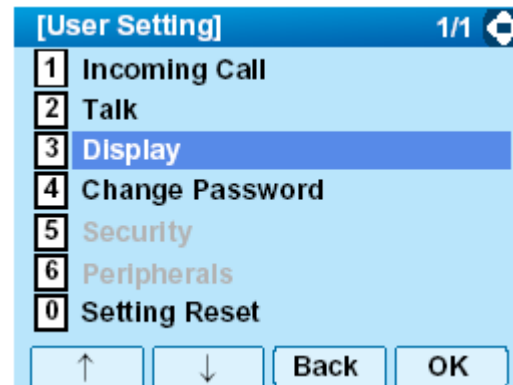 [User Setting] 1/1
1 Incoming Call
2 Talk
3 Display
4 Change Password
5 Security
6 Peripherals
0 Setting Reset
↑ ↓ Back OK